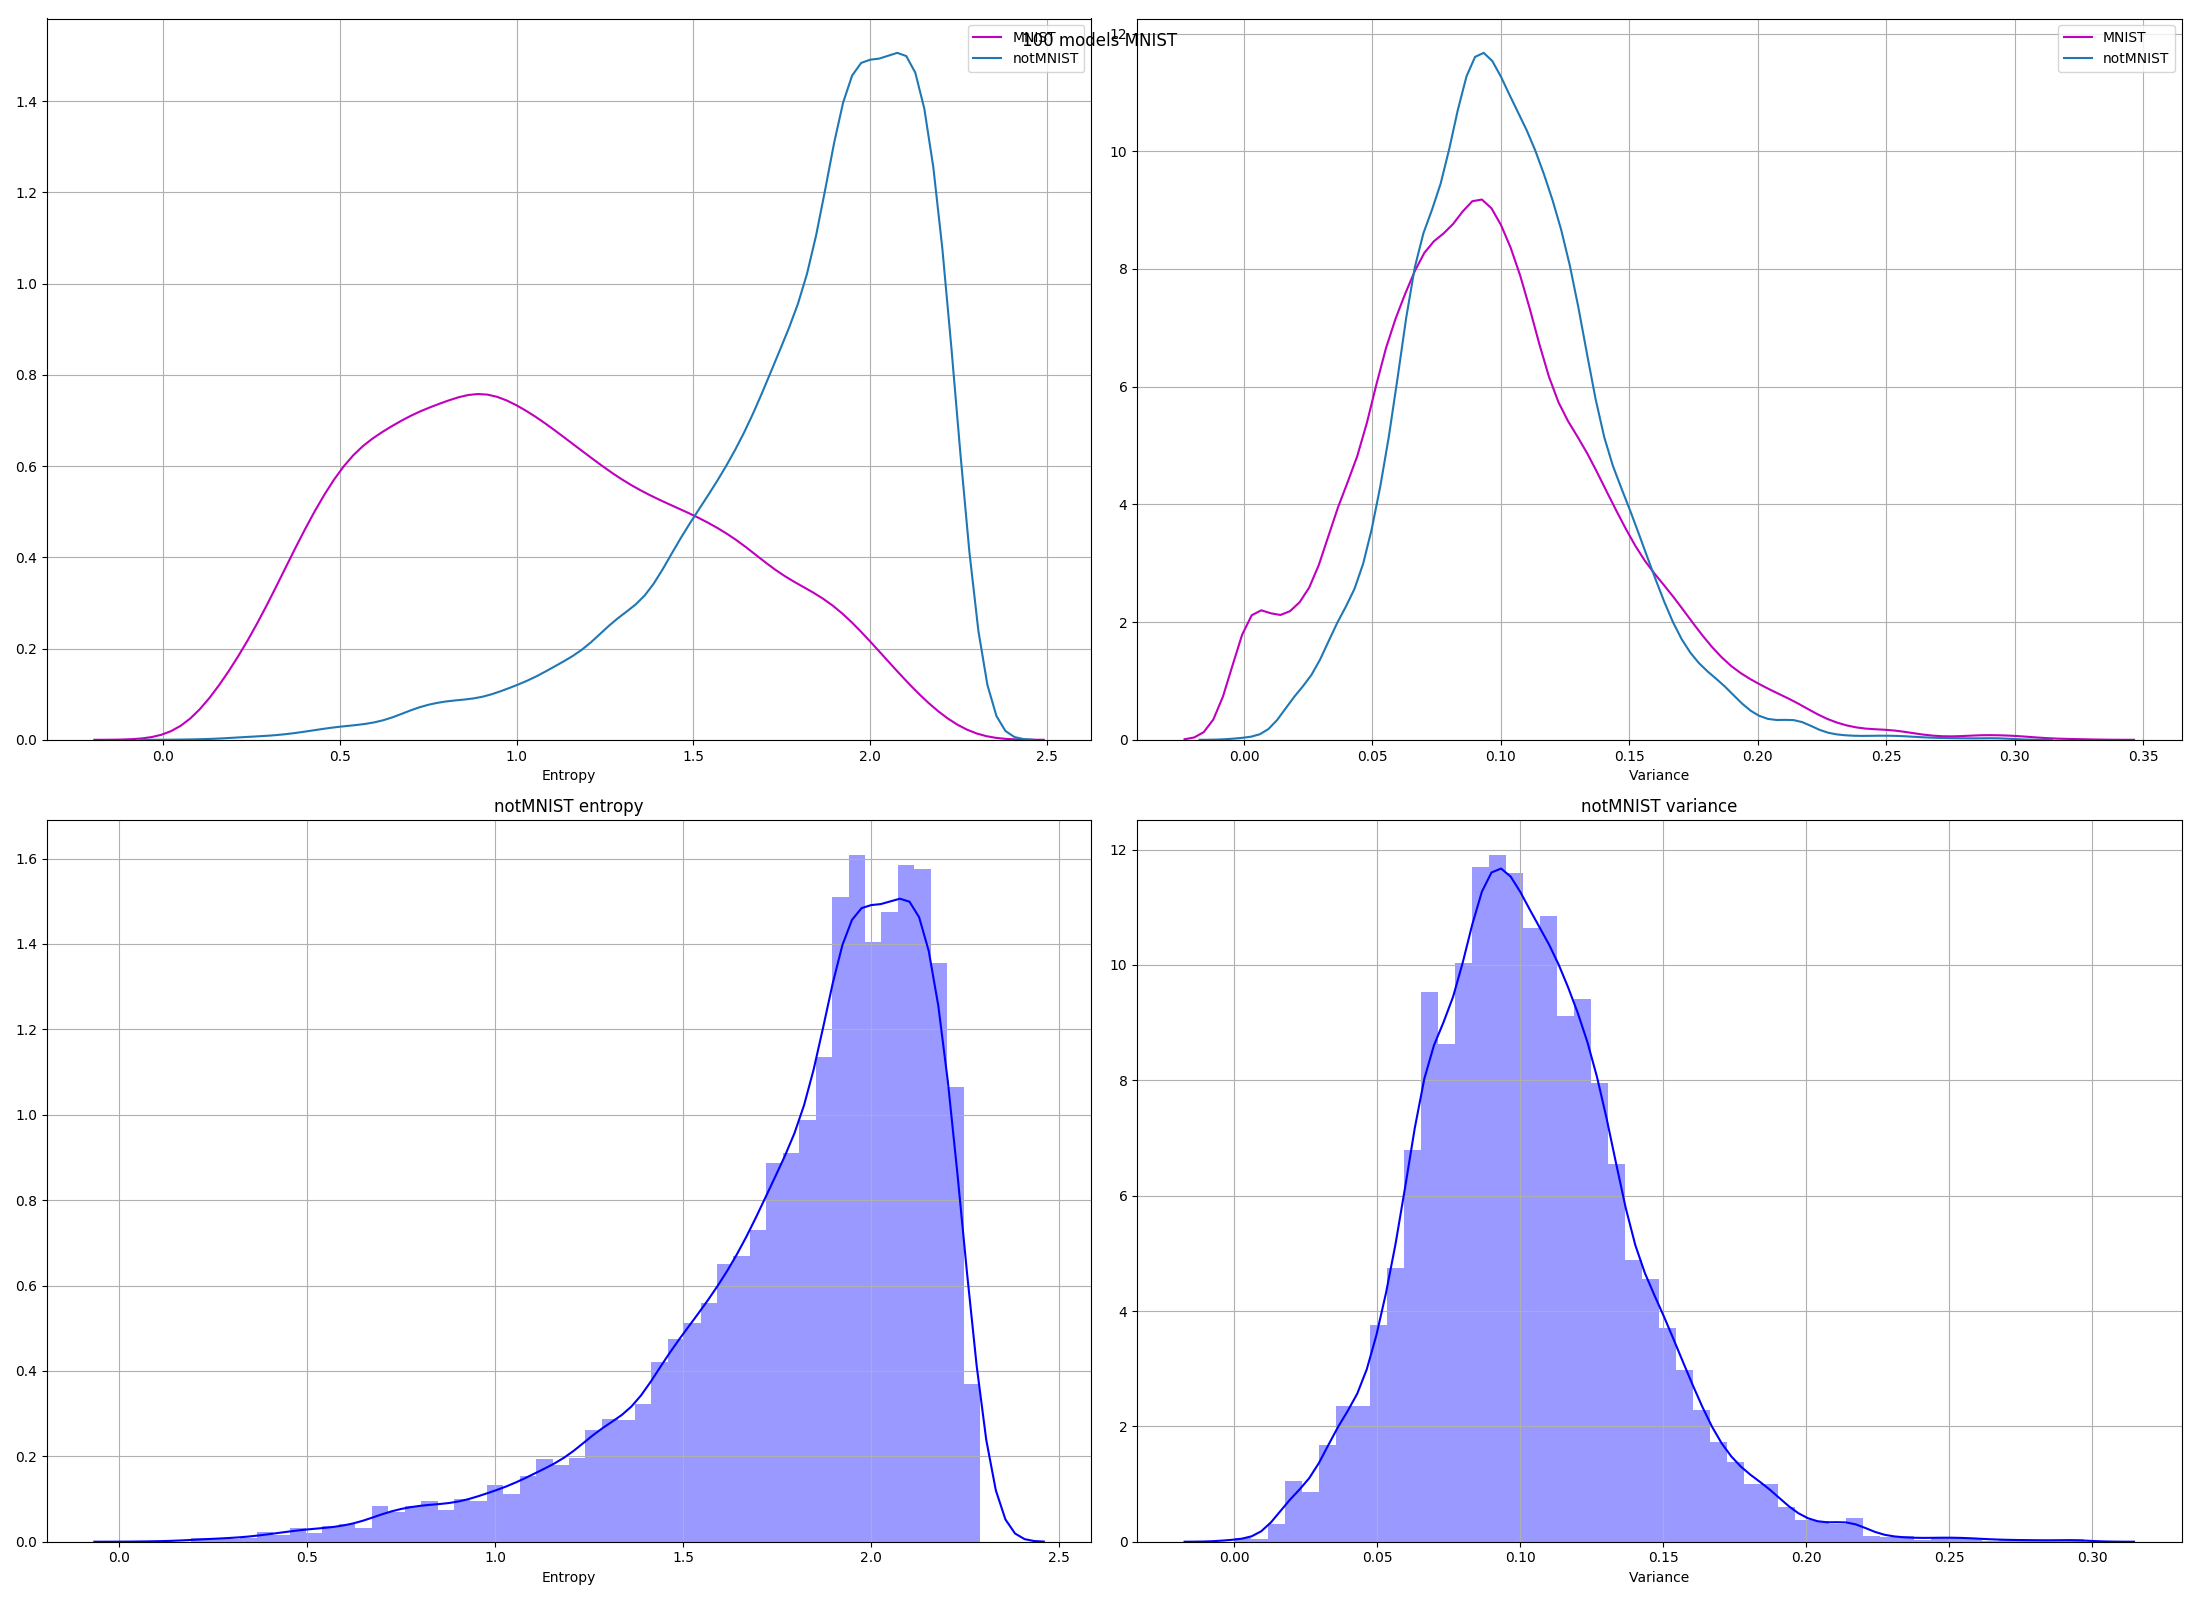 100 models MNIST
MNIST
notMNIST
1.4
1.2
1.0
0.8
0.6
0.4
0.2
0.0
0.0 0.5 1.0 1.5 2.0 2.5
Entropy
MNIST
notMNIST
12
10
8
6
4
2
0
0.00 0.05 0.10 0.15 0.20 0.25 0.30 0.35
Variance
notMNIST entropy
1.6
1.4
1.2
1.0
0.8
0.6
0.4
0.2
0.0
0.0 0.5 1.0 1.5 2.0 2.5
Entropy
notMNIST variance
12
10
8
6
4
2
0
0.00 0.05 0.10 0.15 0.20 0.25 0.30
Variance